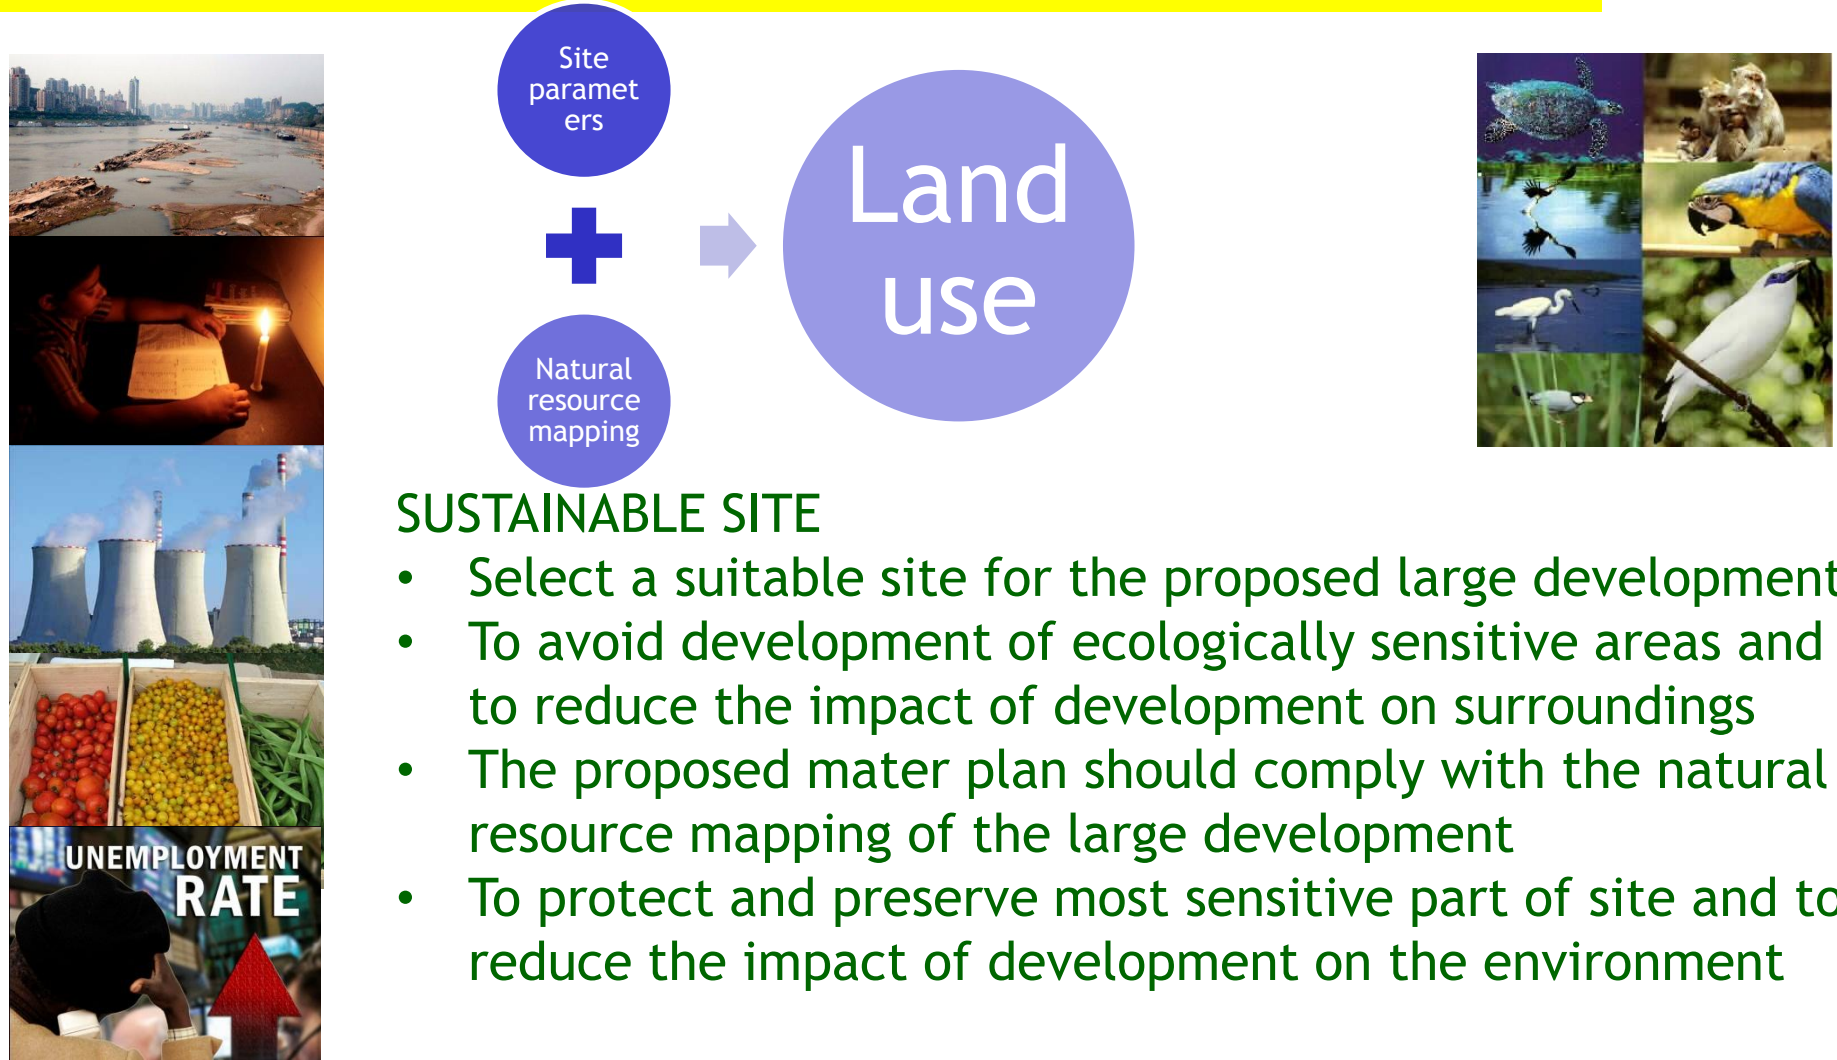 Site
paramet
ers
Natural
resource
mapping
Land
use
SUSTAINABLE SITE
• Select a suitable site for the proposed large development
• To avoid development of ecologically sensitive areas and
to reduce the impact of development on surroundings
• The proposed mater plan should comply with the natural
resource mapping of the large development
• To protect and preserve most sensitive part of site and to
reduce the impact of development on the environment
UNEMPLOYMENT
RATE